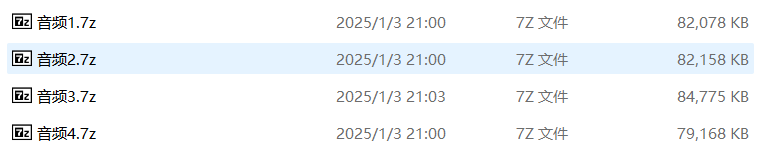 音频1.7z 2025/1/3 21:00 7Z 文件 82,078 KB
音频2.7z 2025/1/3 21:00 7Z 文件 82,158 KB
音频3.7z 2025/1/3 21:03 7Z 文件 84,775 KB
音频4.7z 2025/1/3 21:00 7Z 文件 79,168 KB